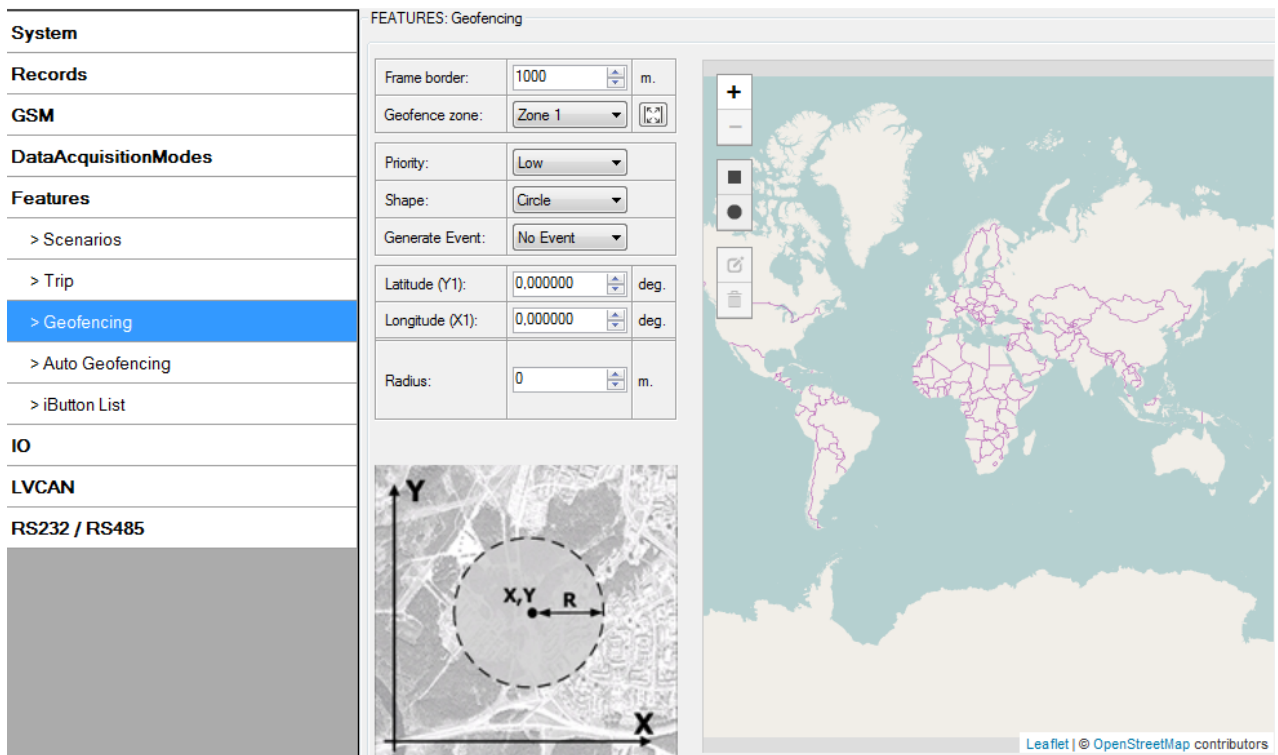 System
Records
GSM
DataAcquisitionModes
Features
> Scenarios
> Trip
> Geofencing
> Auto Geofencing
> iButton List
IO
LVCAN
RS232 / RS485
FEATURES: Geofencing
Frame border: 1000 m.
Geofence zone: Zone 1
Priority: Low
Shape: Circle
Generate Event: No Event
Latitude (Y1): 0,000000 deg.
Longitude (X1): 0,000000 deg.
Radius: 0 m.
Y
X,Y R
X
+
−
Leaflet | © OpenStreetMap contributors